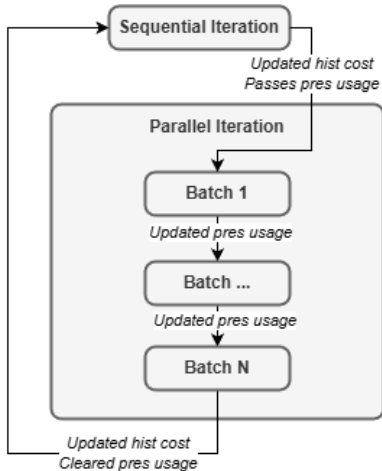 Sequential Iteration
Updated hist cost
Passes pres usage
Parallel Iteration
Batch 1
Updated pres usage
Batch ...
Updated pres usage
Batch N
Updated hist cost
Cleared pres usage